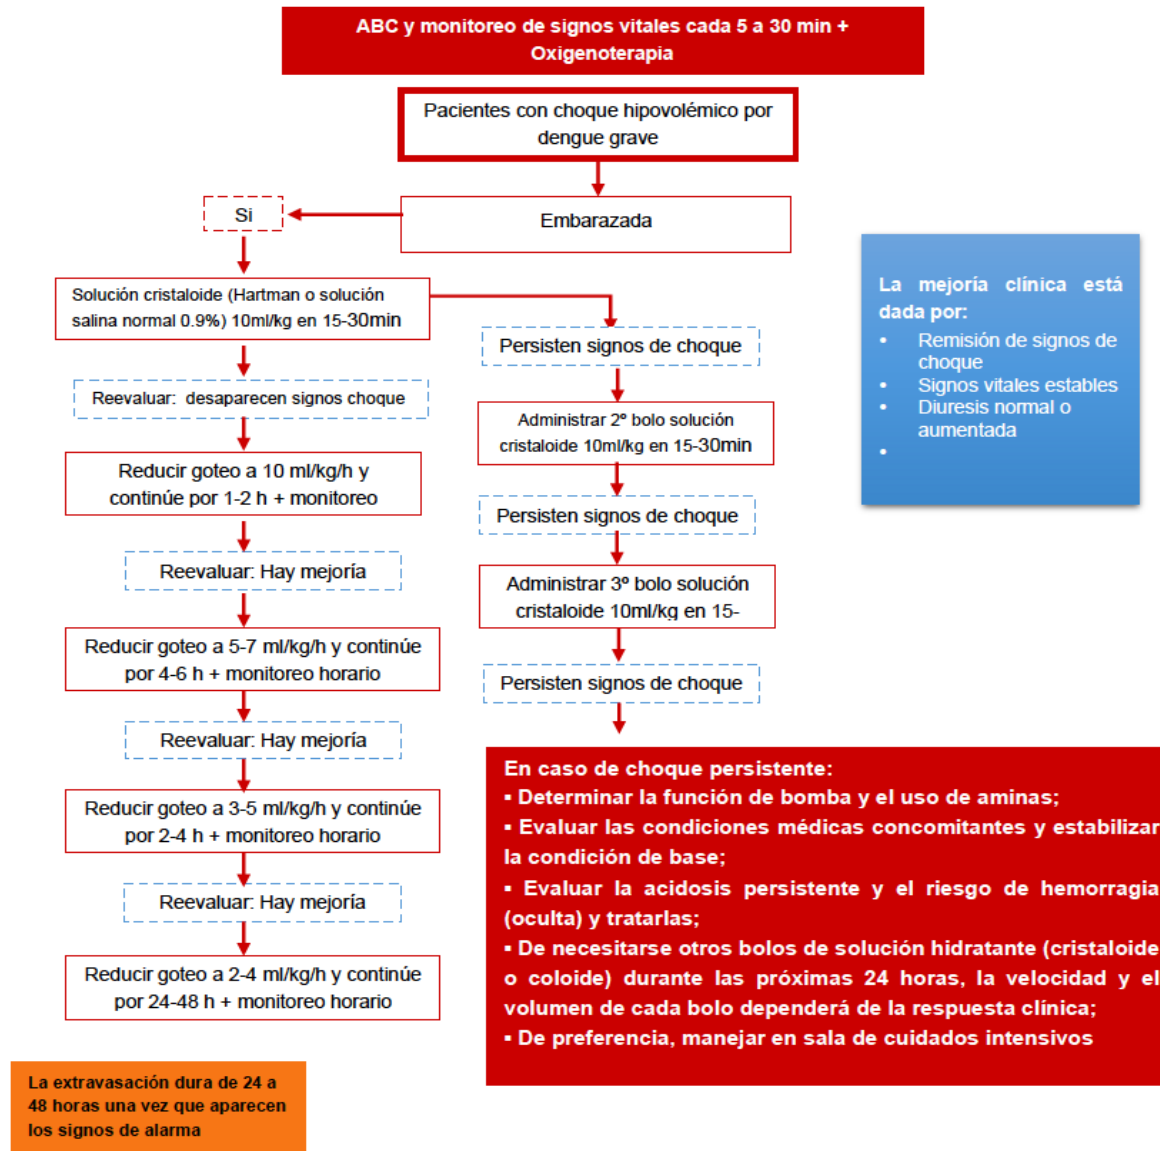 ABC y monitoreo de signos vitales cada 5 a 30 min +
Oxigenoterapia
Pacientes con choque hipovolémico por
dengue grave
Si
Embarazada
Solución cristaloide (Hartman o solución
salina normal 0.9%) 10ml/kg en 15-30min
Reevaluar: desaparecen signos choque
Reducir goteo a 10 ml/kg/h y
continúe por 1-2 h + monitoreo
Reevaluar: Hay mejoría
Reducir goteo a 5-7 ml/kg/h y continúe
por 4-6 h + monitoreo horario
Reevaluar: Hay mejoría
Reducir goteo a 3-5 ml/kg/h y continúe
por 2-4 h + monitoreo horario
Reevaluar: Hay mejoría
Reducir goteo a 2-4 ml/kg/h y continúe
por 24-48 h + monitoreo horario
Persisten signos de choque
Administrar 2º bolo solución
cristaloide 10ml/kg en 15-30min
Persisten signos de choque
Administrar 3º bolo solución
cristaloide 10ml/kg en 15-
Persisten signos de choque
La mejoría clínica está
dada por:
• Remisión de signos de
choque
• Signos vitales estables
• Diuresis normal o
aumentada
•
En caso de choque persistente:
▪ Determinar la función de bomba y el uso de aminas;
▪ Evaluar las condiciones médicas concomitantes y estabilizar
la condición de base;
▪ Evaluar la acidosis persistente y el riesgo de hemorragia
(oculta) y tratarlas;
▪ De necesitarse otros bolos de solución hidratante (cristaloide
o coloide) durante las próximas 24 horas, la velocidad y el
volumen de cada bolo dependerá de la respuesta clínica;
▪ De preferencia, manejar en sala de cuidados intensivos
La extravasación dura de 24 a
48 horas una vez que aparecen
los signos de alarma